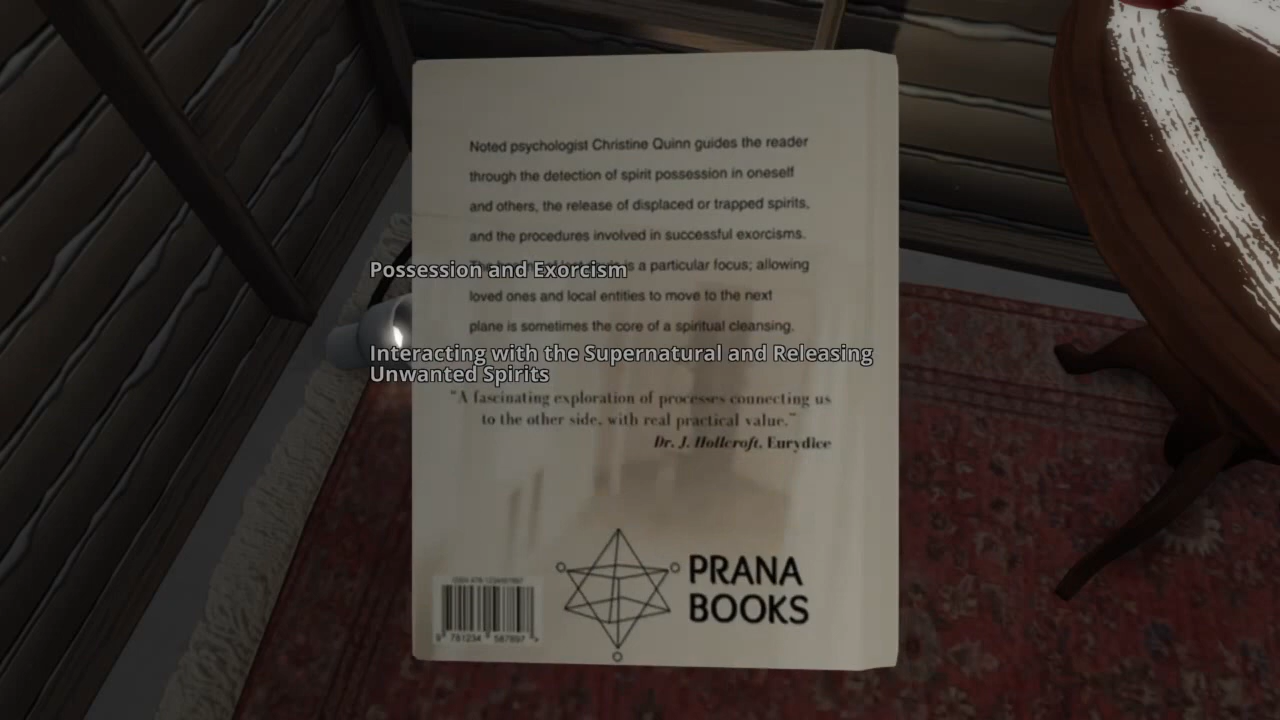 Noted psychologist Christine Quinn guides the reader
through the detection of spirit possession in oneself
and others, the release of displaced or trapped spirits,
and the procedures involved in successful exorcisms.
is a particular focus; allowing
Possession and Exorcism
loved ones and local entities to move to the next
plane is sometimes the core of a spiritual cleansing.
Interacting with the Supernatural and Releasing
Unwanted Spirits
"A fascinating exploration of processes connecting us
to the other side, with real practical value."
Dr. J. Hollcroft, Eurydice
PRANA
BOOKS
9 781234 567897 >